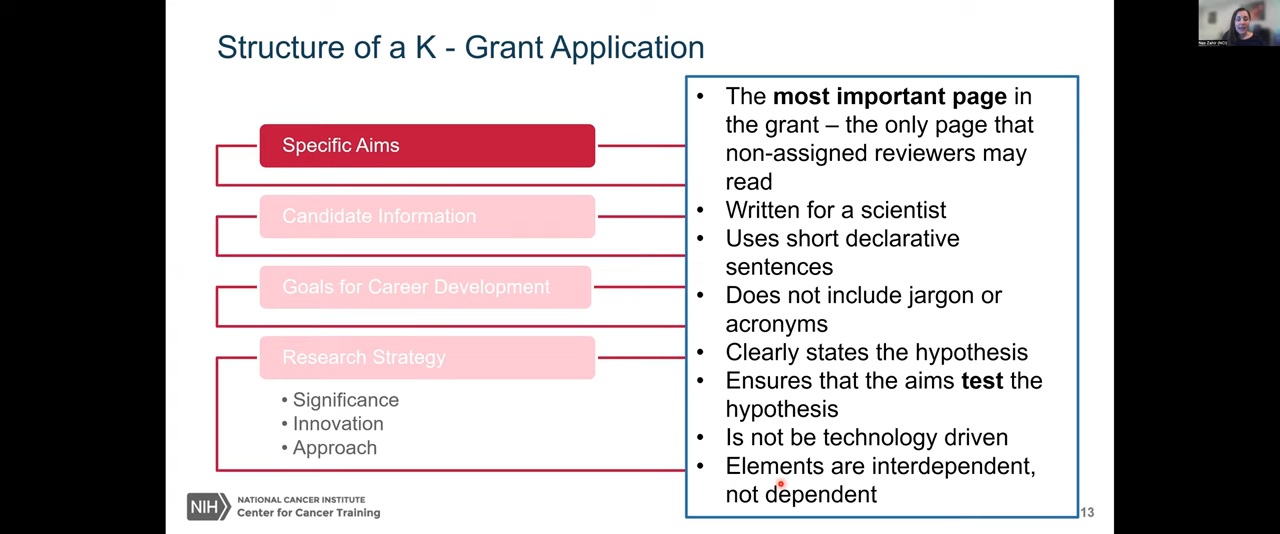 Structure of a K - Grant Application
Specific Aims
Candidate Information
Goals for Career Development
Research Strategy
• Significance
• Innovation
• Approach
• The most important page in
the grant – the only page that
non-assigned reviewers may
read
• Written for a scientist
• Uses short declarative
sentences
• Does not include jargon or
acronyms
• Clearly states the hypothesis
• Ensures that the aims test the
hypothesis
• Is not be technology driven
• Elements are interdependent,
not dependent
NIH
NATIONAL CANCER INSTITUTE
Center for Cancer Training
13
Nas Zahir (NCI)